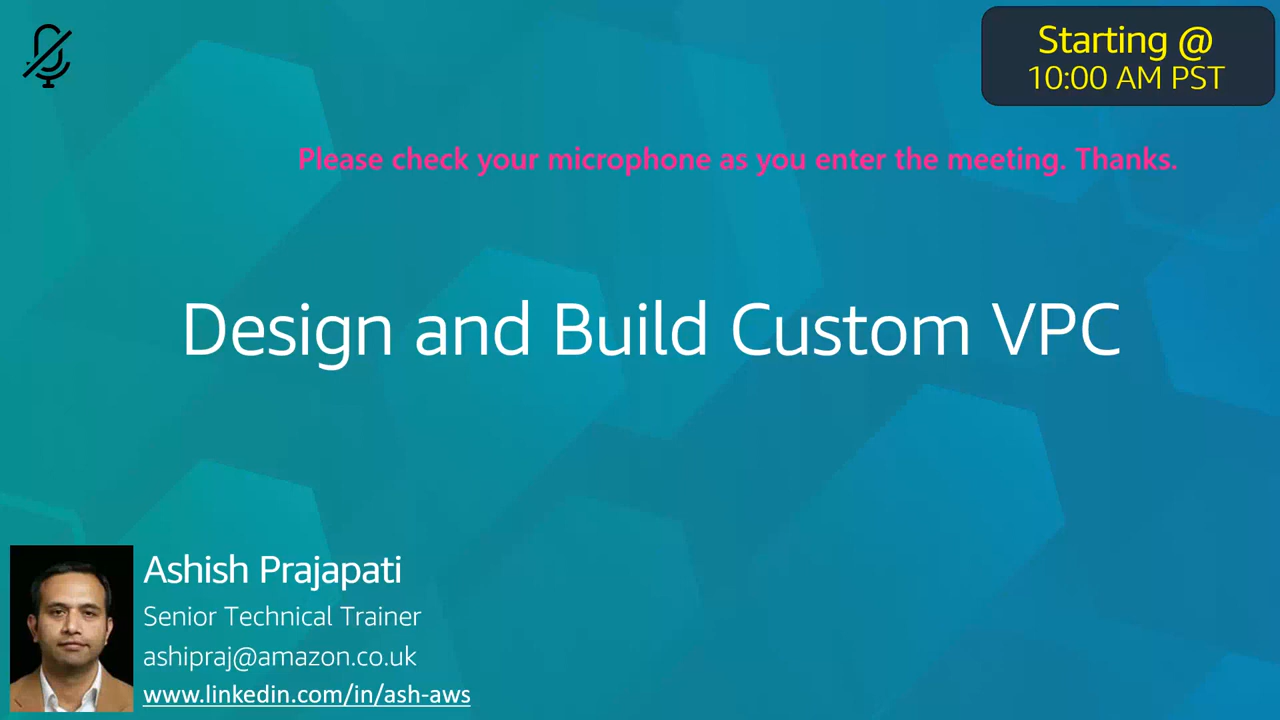 Starting @
10:00 AM PST
Please check your microphone as you enter the meeting. Thanks.
Design and Build Custom VPC
Ashish Prajapati
Senior Technical Trainer
ashipraj@amazon.co.uk
www.linkedin.com/in/ash-aws